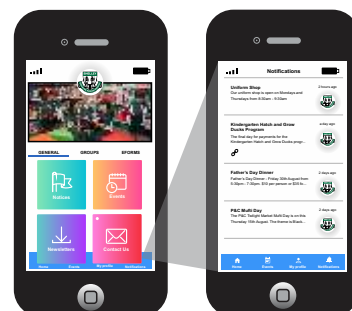 GENERAL GROUPS EFORMS
Notices Events
Newsletters Contact Us
Home Events My profile Notifications
Notifications
Uniform Shop 2 hours ago
Our uniform shop is open to Mondays and
Thursdays from 8:30am - 9:30am
Kindergarten Hatch and Grow
Ducks Program
a day ago
The final day for payments for the
Kindergarten Hatch and Grow Ducks progr...
Father's Day Dinner 2 days ago
Father's Day Dinner - Friday 30th August from
5:30pm - 7:30pm. $10 per person or $35 fo...
P&C Multi Day 2 days ago
The P&C Twilight Market Multi Day is on this
Thursday 15th August. The theme is Black...
Home Events My profile Notifications